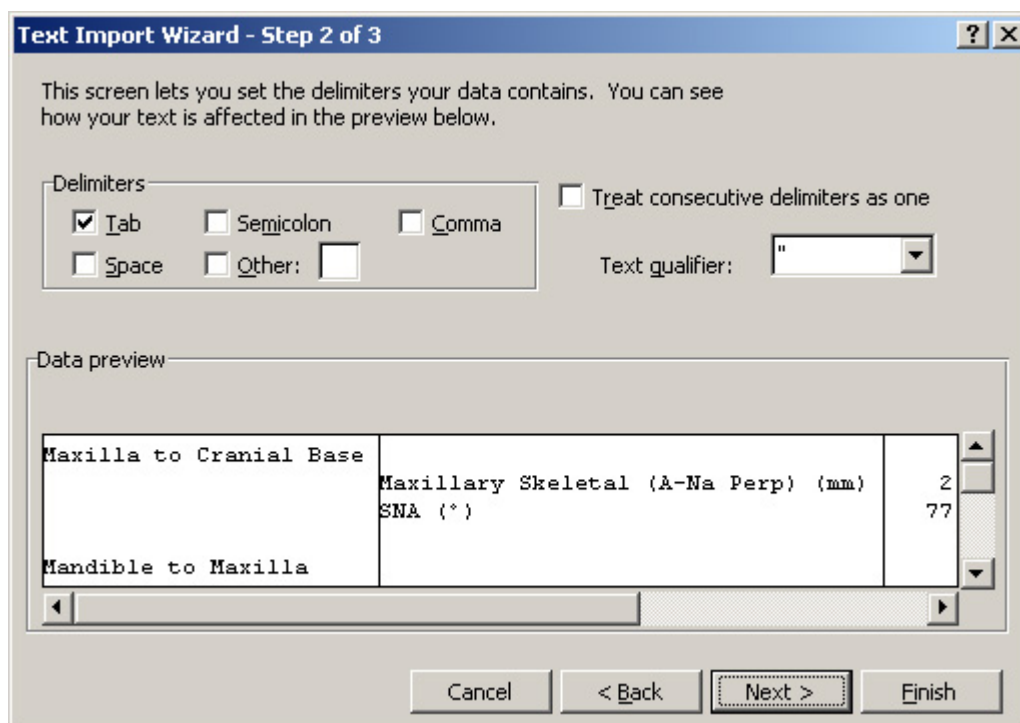 Text Import Wizard - Step 2 of 3
This screen lets you set the delimiters your data contains. You can see
how your text is affected in the preview below.
Delimiters
Tab Semicolon Comma
Space Other:
Treat consecutive delimiters as one
Text qualifier: "
Data preview
Maxilla to Cranial Base
Maxillary Skeletal (A-Na Perp) (mm) 2
SNA (°) 77
Mandible to Maxilla
Cancel < Back Next > Finish